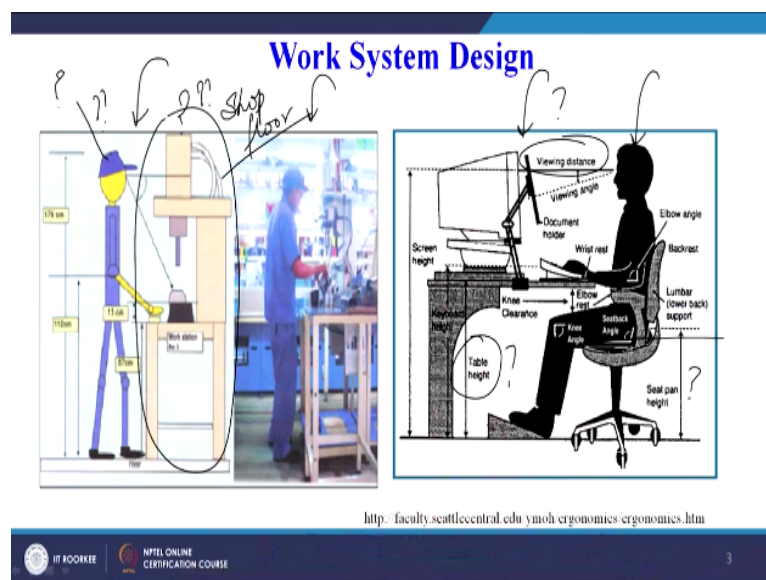 Work System Design
?
??
???
Shop
floor
?
176 cm
112cm
13 cm
87cm
Work station
No.
Floor
Viewing distance
Viewing angle
Document
holder
Elbow angle
Backrest
Wrist rest
Screen
height
Keyboard
height
Knee
Clearance
Elbow
rest
Lumbar
(lower back)
support
Seatback
Angle
Knee
Angle
Table
height
?
Seat pan
height
?
http://faculty.seattlecentral.edu/ymoh/ergonomics/ergonomics.htm
IIT ROORKEE
NPTEL ONLINE
CERTIFICATION COURSE
3